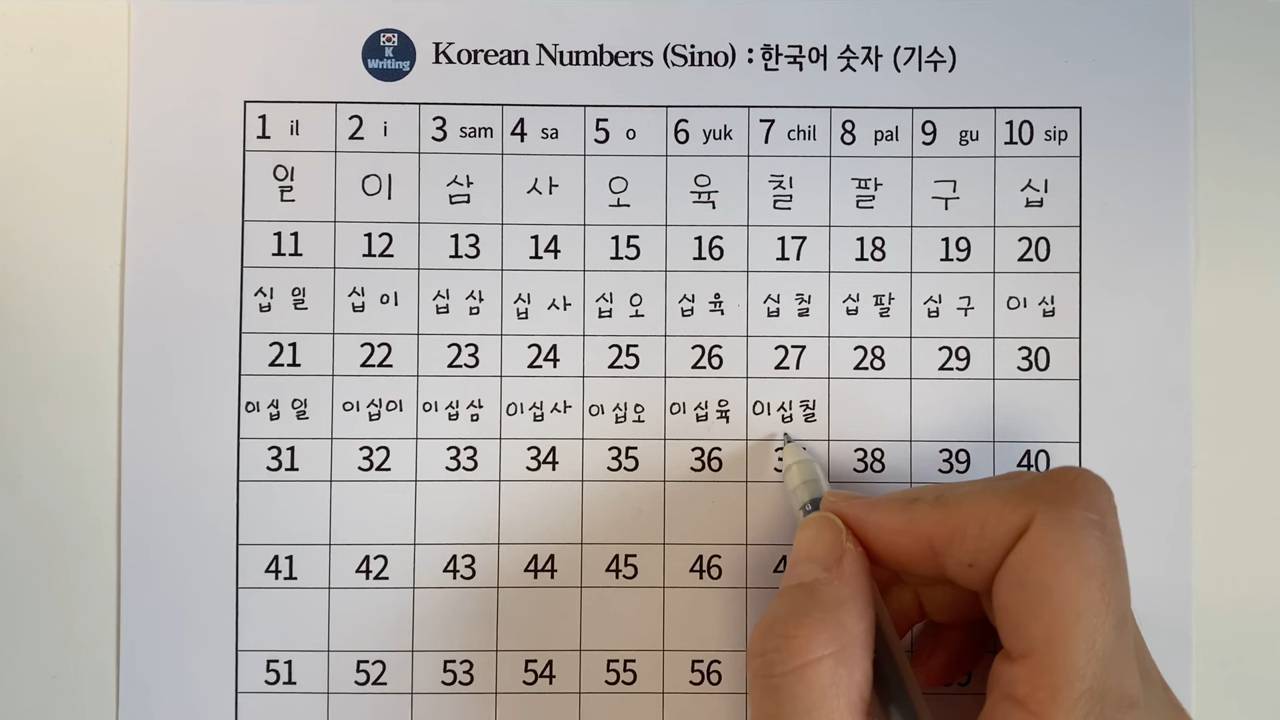 K Writing Korean Numbers (Sino) : 한국어 숫자 (기수)
1 il 2 i 3 sam 4 sa 5 o 6 yuk 7 chil 8 pal 9 gu 10 sip
일 이 삼 사 오 육 칠 팔 구 십
11 12 13 14 15 16 17 18 19 20
십 일 십 이 십 삼 십 사 십 오 십 육 십 칠 십 팔 십 구 이 십
21 22 23 24 25 26 27 28 29 30
이십일 이십이 이십삼 이십사 이십오 이십육 이십칠
31 32 33 34 35 36 38 39 40
41 42 43 44 45 46
51 52 53 54 55 56